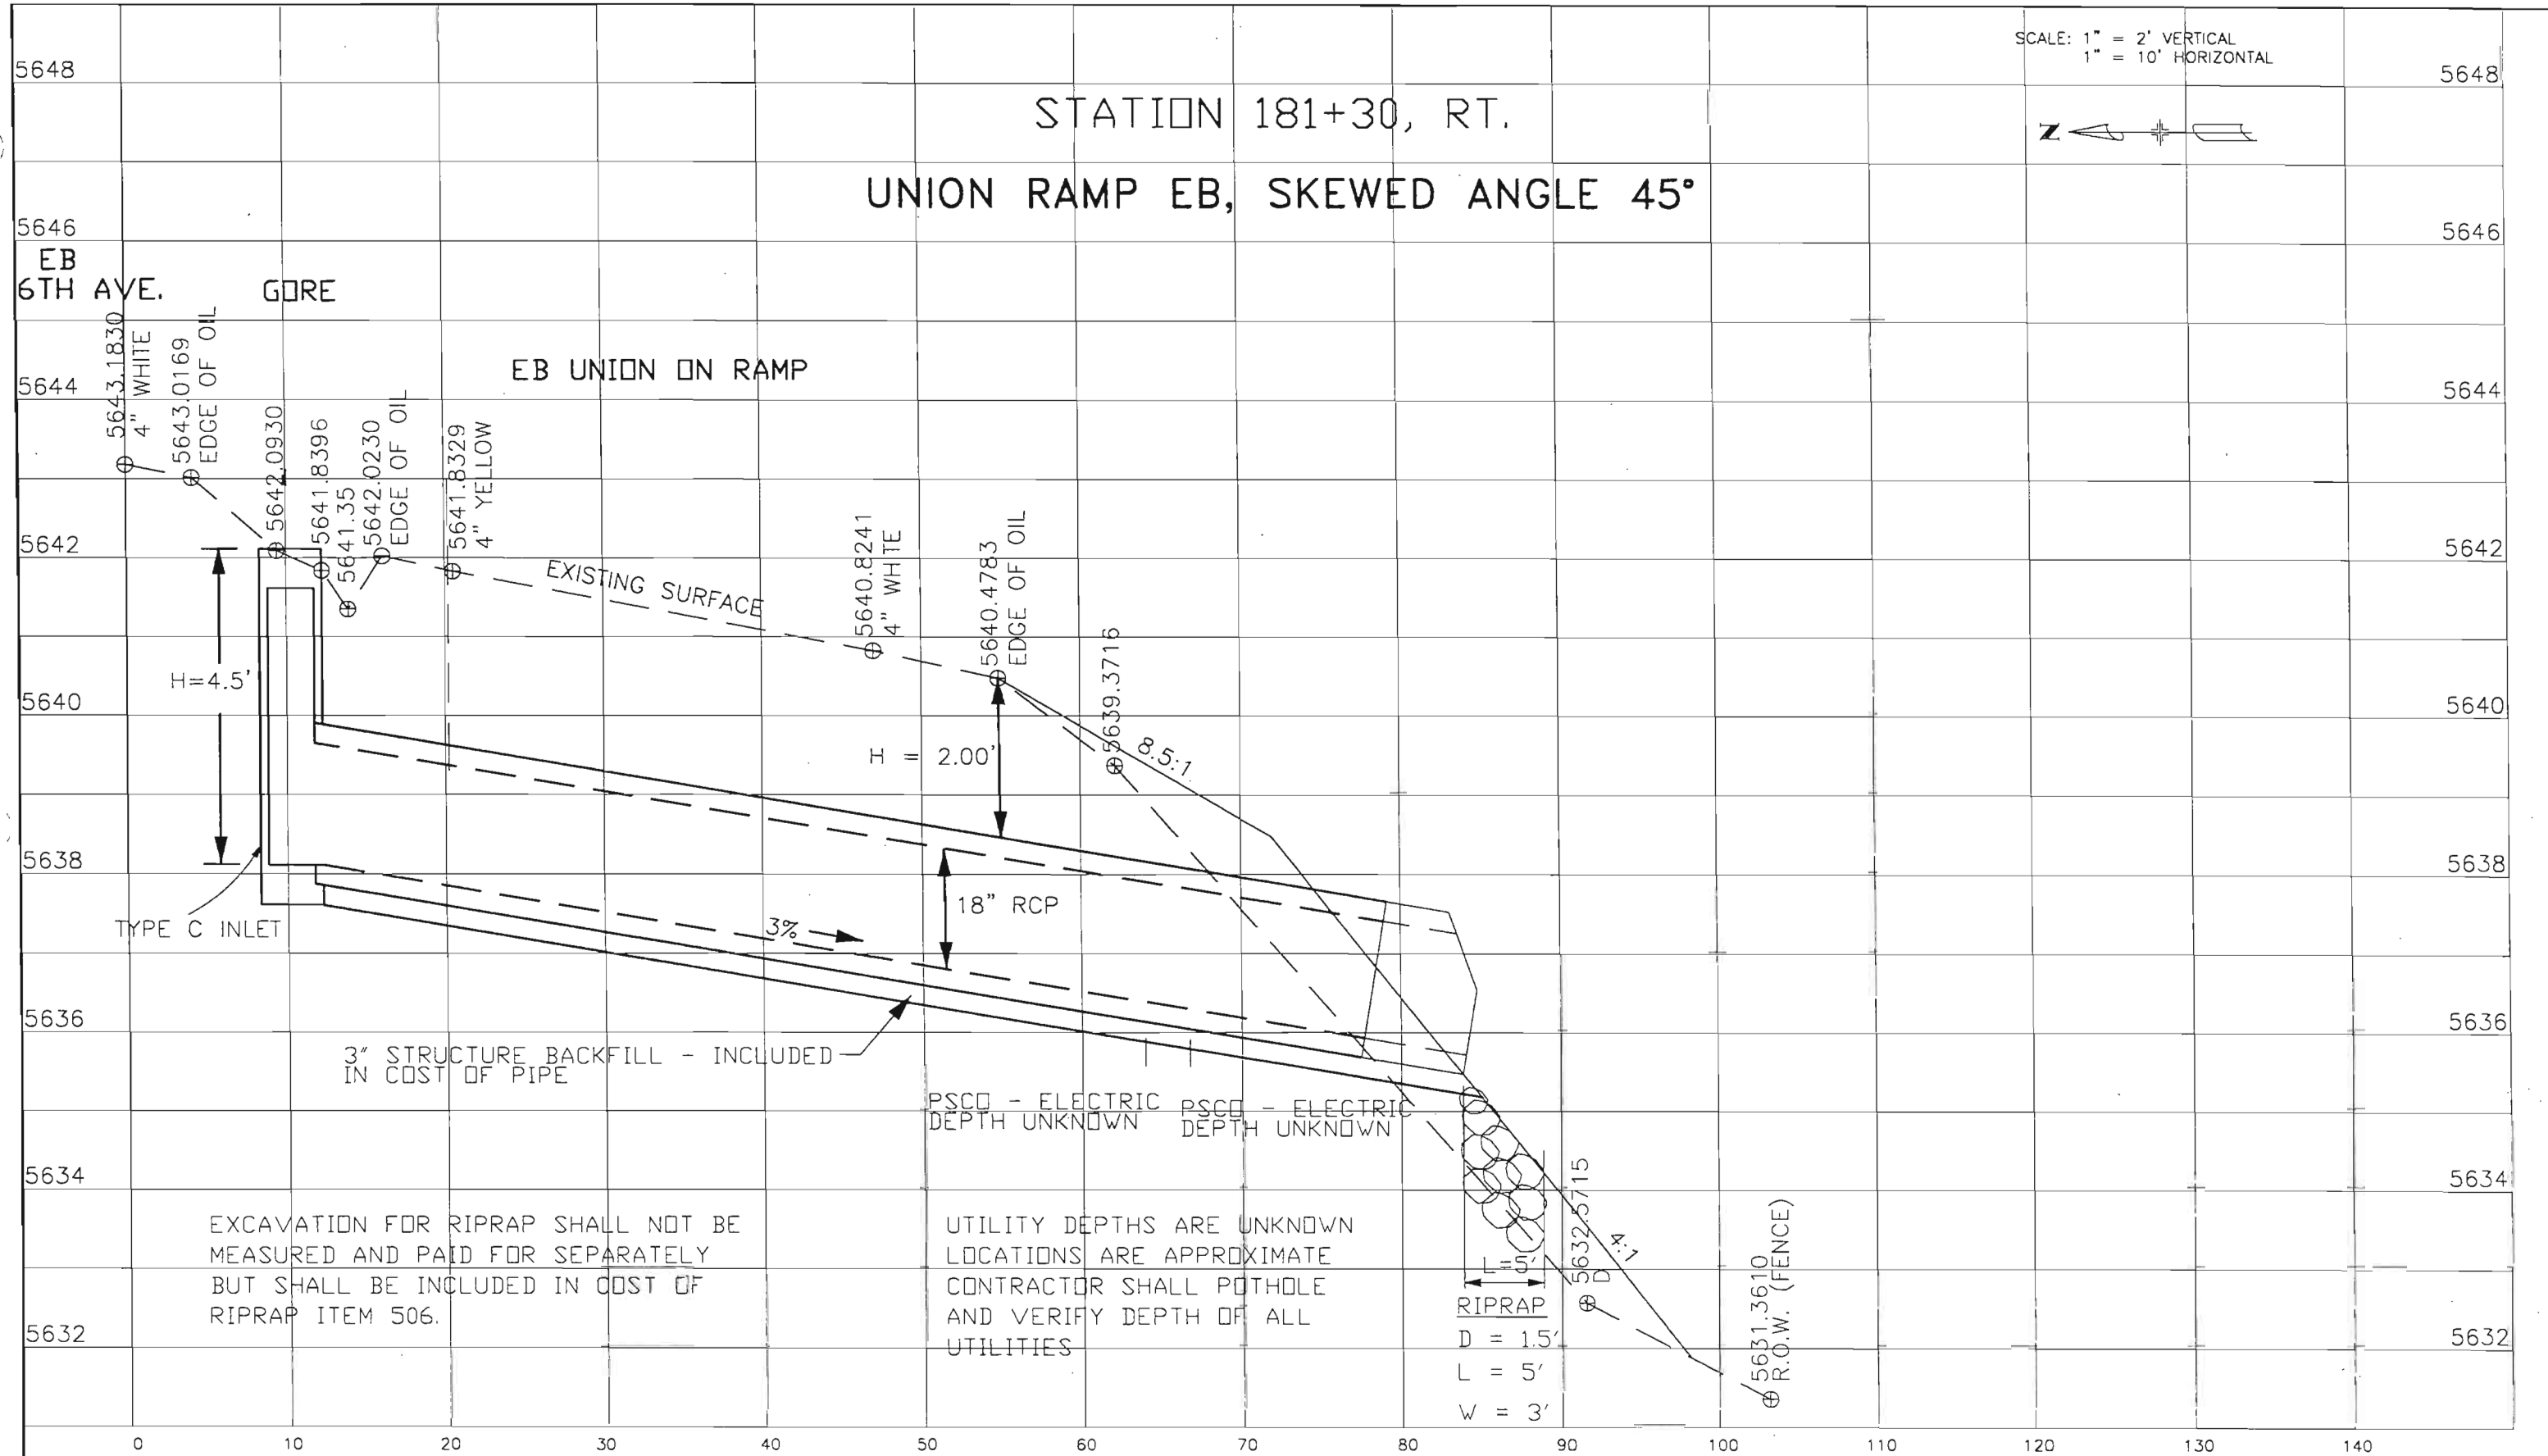 SCALE: 1" = 2' VERTICAL
1" = 10' HORIZONTAL
5648
5648
STATION 181+30, RT.
N
UNION RAMP EB, SKEWED ANGLE 45°
5646
5646
EB
6TH AVE.
GORE
5643.1830
4" WHITE
5643.0169
EDGE OF OIL
EB UNION ON RAMP
5644
5644
5642.0930
5641.8396
5641.35
5642.0230
EDGE OF OIL
5641.8329
4" YELLOW
5642
5642
EXISTING SURFACE
5640.8241
4" WHITE
5640.4783
EDGE OF OIL
5639.3716
H=4.5'
5640
5640
H = 2.00'
8.5:1
5638
5638
TYPE C INLET
3%
18" RCP
5636
5636
3" STRUCTURE BACKFILL - INCLUDED
IN COST OF PIPE
PSCO - ELECTRIC
DEPTH UNKNOWN
PSCO - ELECTRIC
DEPTH UNKNOWN
5634
5634
EXCAVATION FOR RIPRAP SHALL NOT BE
MEASURED AND PAID FOR SEPARATELY
BUT SHALL BE INCLUDED IN COST OF
RIPRAP ITEM 506.
UTILITY DEPTHS ARE UNKNOWN
LOCATIONS ARE APPROXIMATE
CONTRACTOR SHALL POTHOLE
AND VERIFY DEPTH OF ALL
UTILITIES
L=5'
5632.5715
D
4:1
5631.3610
R.O.W. (FENCE)
RIPRAP
D = 1.5'
L = 5'
W = 3'
5632
5632
0 10 20 30 40 50 60 70 80 90 100 110 120 130 140